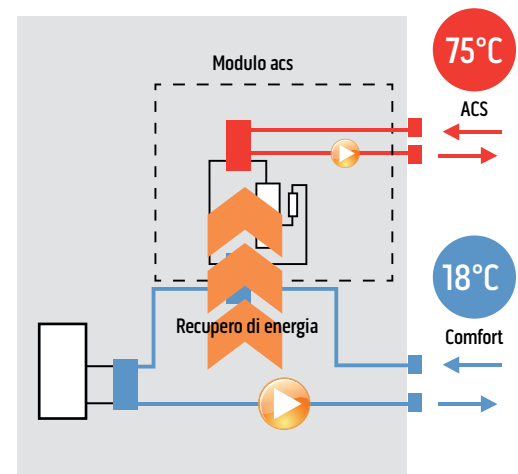 75°C
Modulo acs
ACS
18°C
Recupero di energia
Comfort